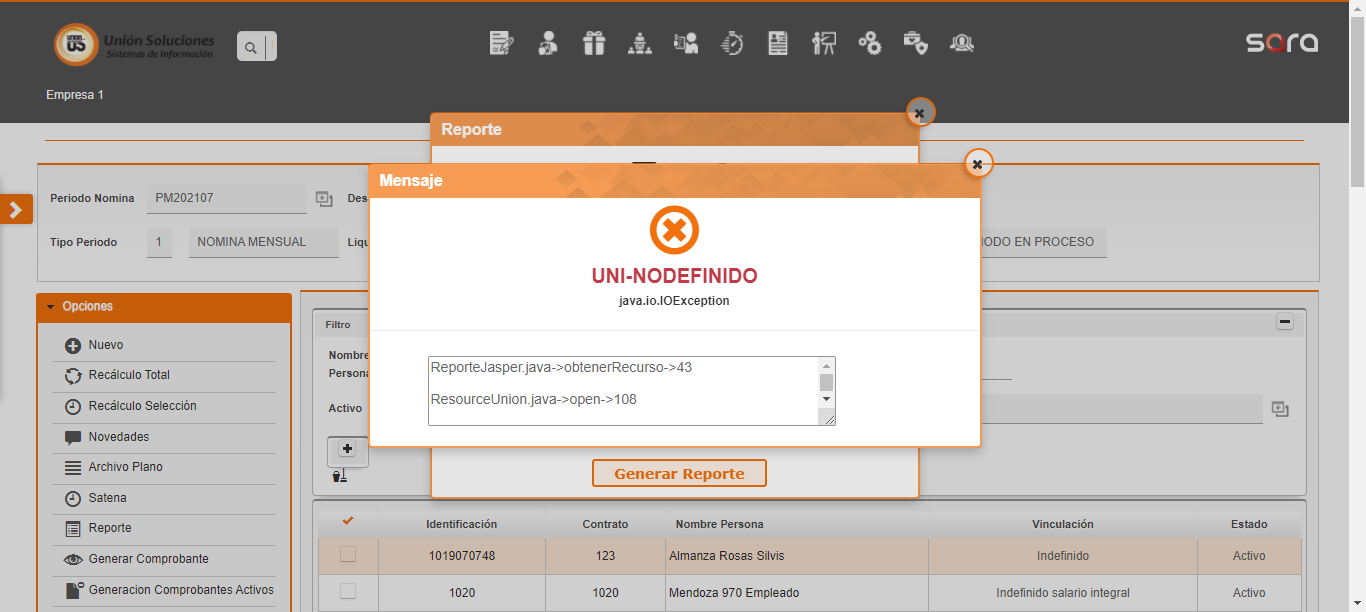 UNION
US
Unión Soluciones
Sistemas de Información
sara
Empresa 1
Reporte
Mensaje
Periodo Nomina
PM202107
Des
Tipo Periodo
1
NOMINA MENSUAL
Liqu
IODO EN PROCESO
UNI-NODEFINIDO
java.io.IOException
ReporteJasper.java->obtenerRecurso->43
ResourceUnion.java->open->108
Generar Reporte
Opciones
Nuevo
Recálculo Total
Recálculo Selección
Novedades
Archivo Plano
Satena
Reporte
Generar Comprobante
Generacion Comprobantes Activos
Filtro
Nombre
Persona
Activo
Identificación
Contrato
Nombre Persona
Vinculación
Estado
1019070748
123
Almanza Rosas Silvis
Indefinido
Activo
1020
1020
Mendoza 970 Empleado
Indefinido salario integral
Activo